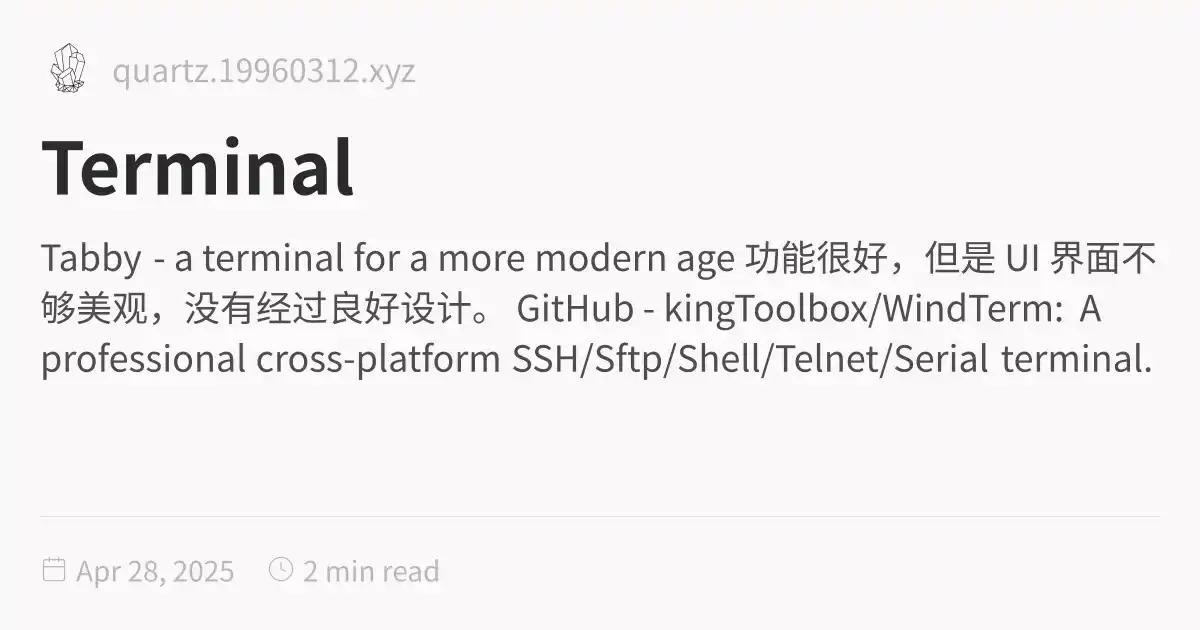 quartz.19960312.xyz
Terminal
Tabby - a terminal for a more modern age 功能很好，但是 UI 界面不
够美观，没有经过良好设计。 GitHub - kingToolbox/WindTerm: A
professional cross-platform SSH/Sftp/Shell/Telnet/Serial terminal.
Apr 28, 2025 2 min read